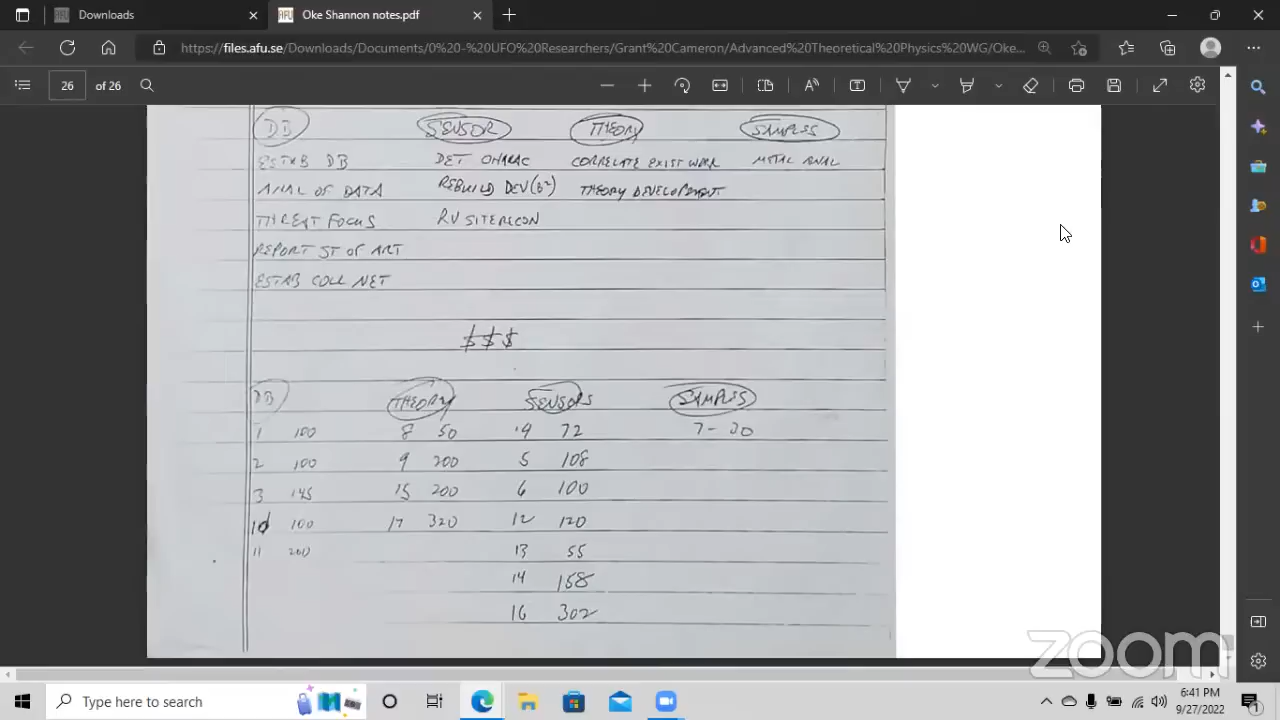 Downloads
Oke Shannon notes.pdf
https://files.afu.se/Downloads/Documents/0%20-%20UFO%20Researchers/Grant%20Cameron/Advanced%20Theoretical%20Physics%20WG/Oke...
26 of 26
DB SENSOR THEORY SAMPLES
ESTAB DB DET CHARAC CORRELATE EXIST WORK METAL ANAL
ANAL OF DATA REBUILD DEV(b²) THEORY DEVELOPMENT
THREAT FOCUS RV SITE RECON
REPORT ST OF ART
ESTAB COLL NET
$$$
DB THEORY SENSORS SAMPLES
1 100 8 50 4 72 7- 30
2 100 9 200 5 108
3 145 15 200 6 100
10 100 17 320 12 120
11 200 13 55
14 158
16 302
zoom
Type here to search
6:41 PM
9/27/2022